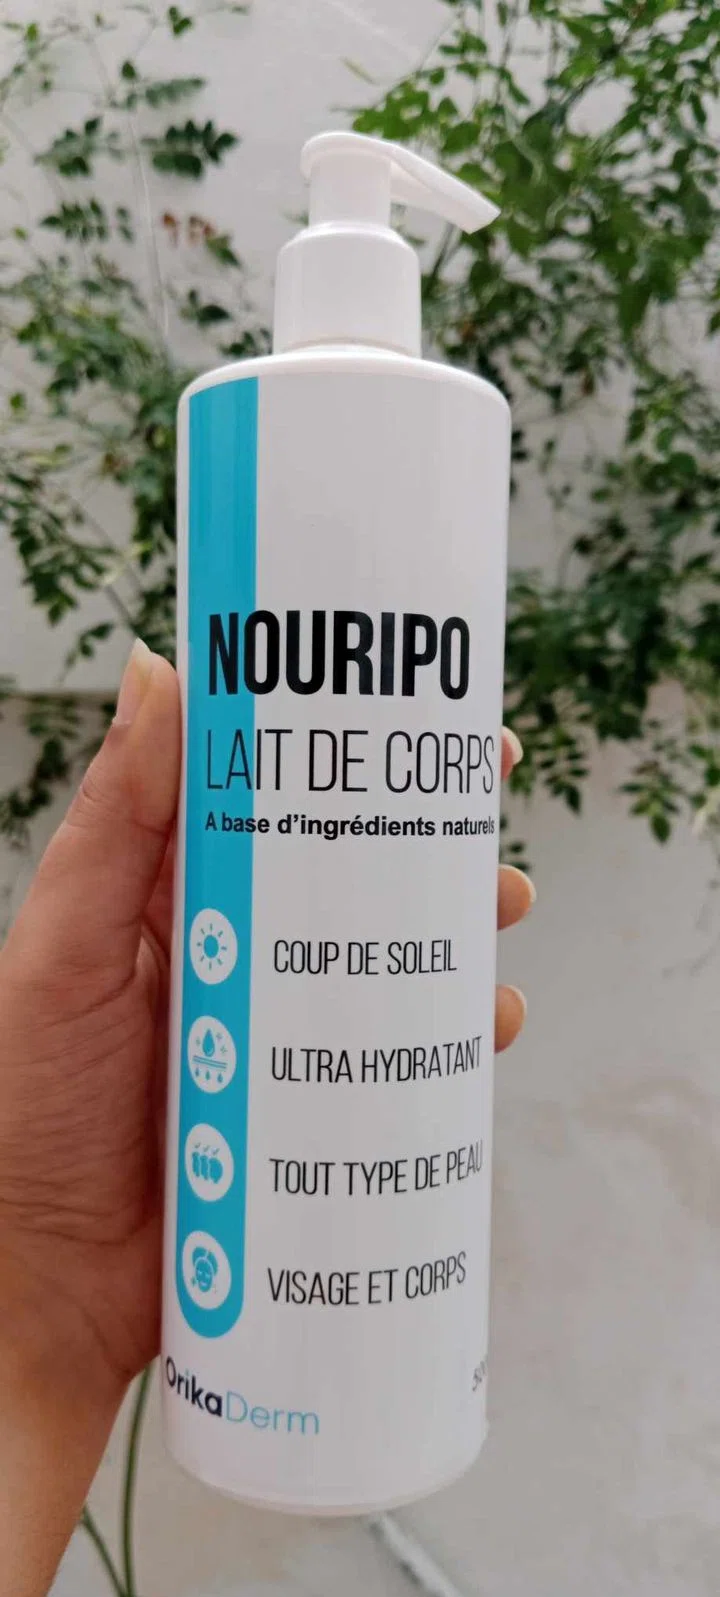 NOURIPO
LAIT DE CORPS
A base d'ingrédients naturels
COUP DE SOLEIL
ULTRA HYDRATANT
TOUT TYPE DE PEAU
VISAGE ET CORPS
OrikaDerm